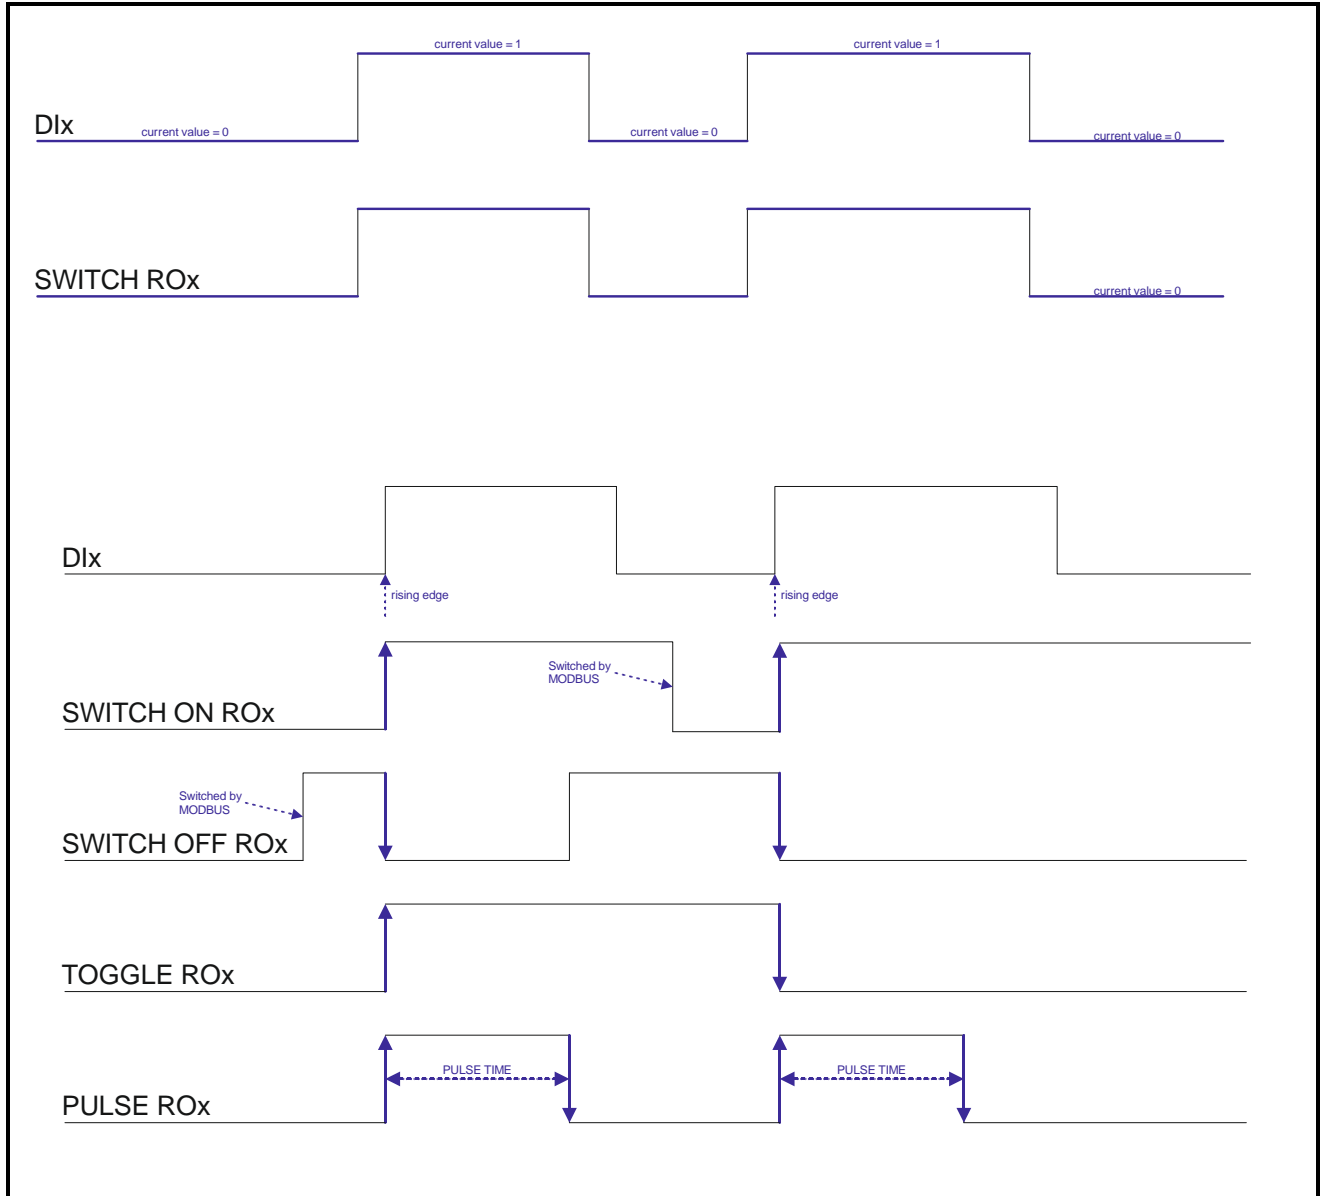 current value = 1
current value = 1
DIx
current value = 0
current value = 0
current value = 0
SWITCH ROx
current value = 0
DIx
rising edge
rising edge
Switched by
MODBUS
SWITCH ON ROx
Switched by
MODBUS
SWITCH OFF ROx
TOGGLE ROx
PULSE TIME
PULSE TIME
PULSE ROx